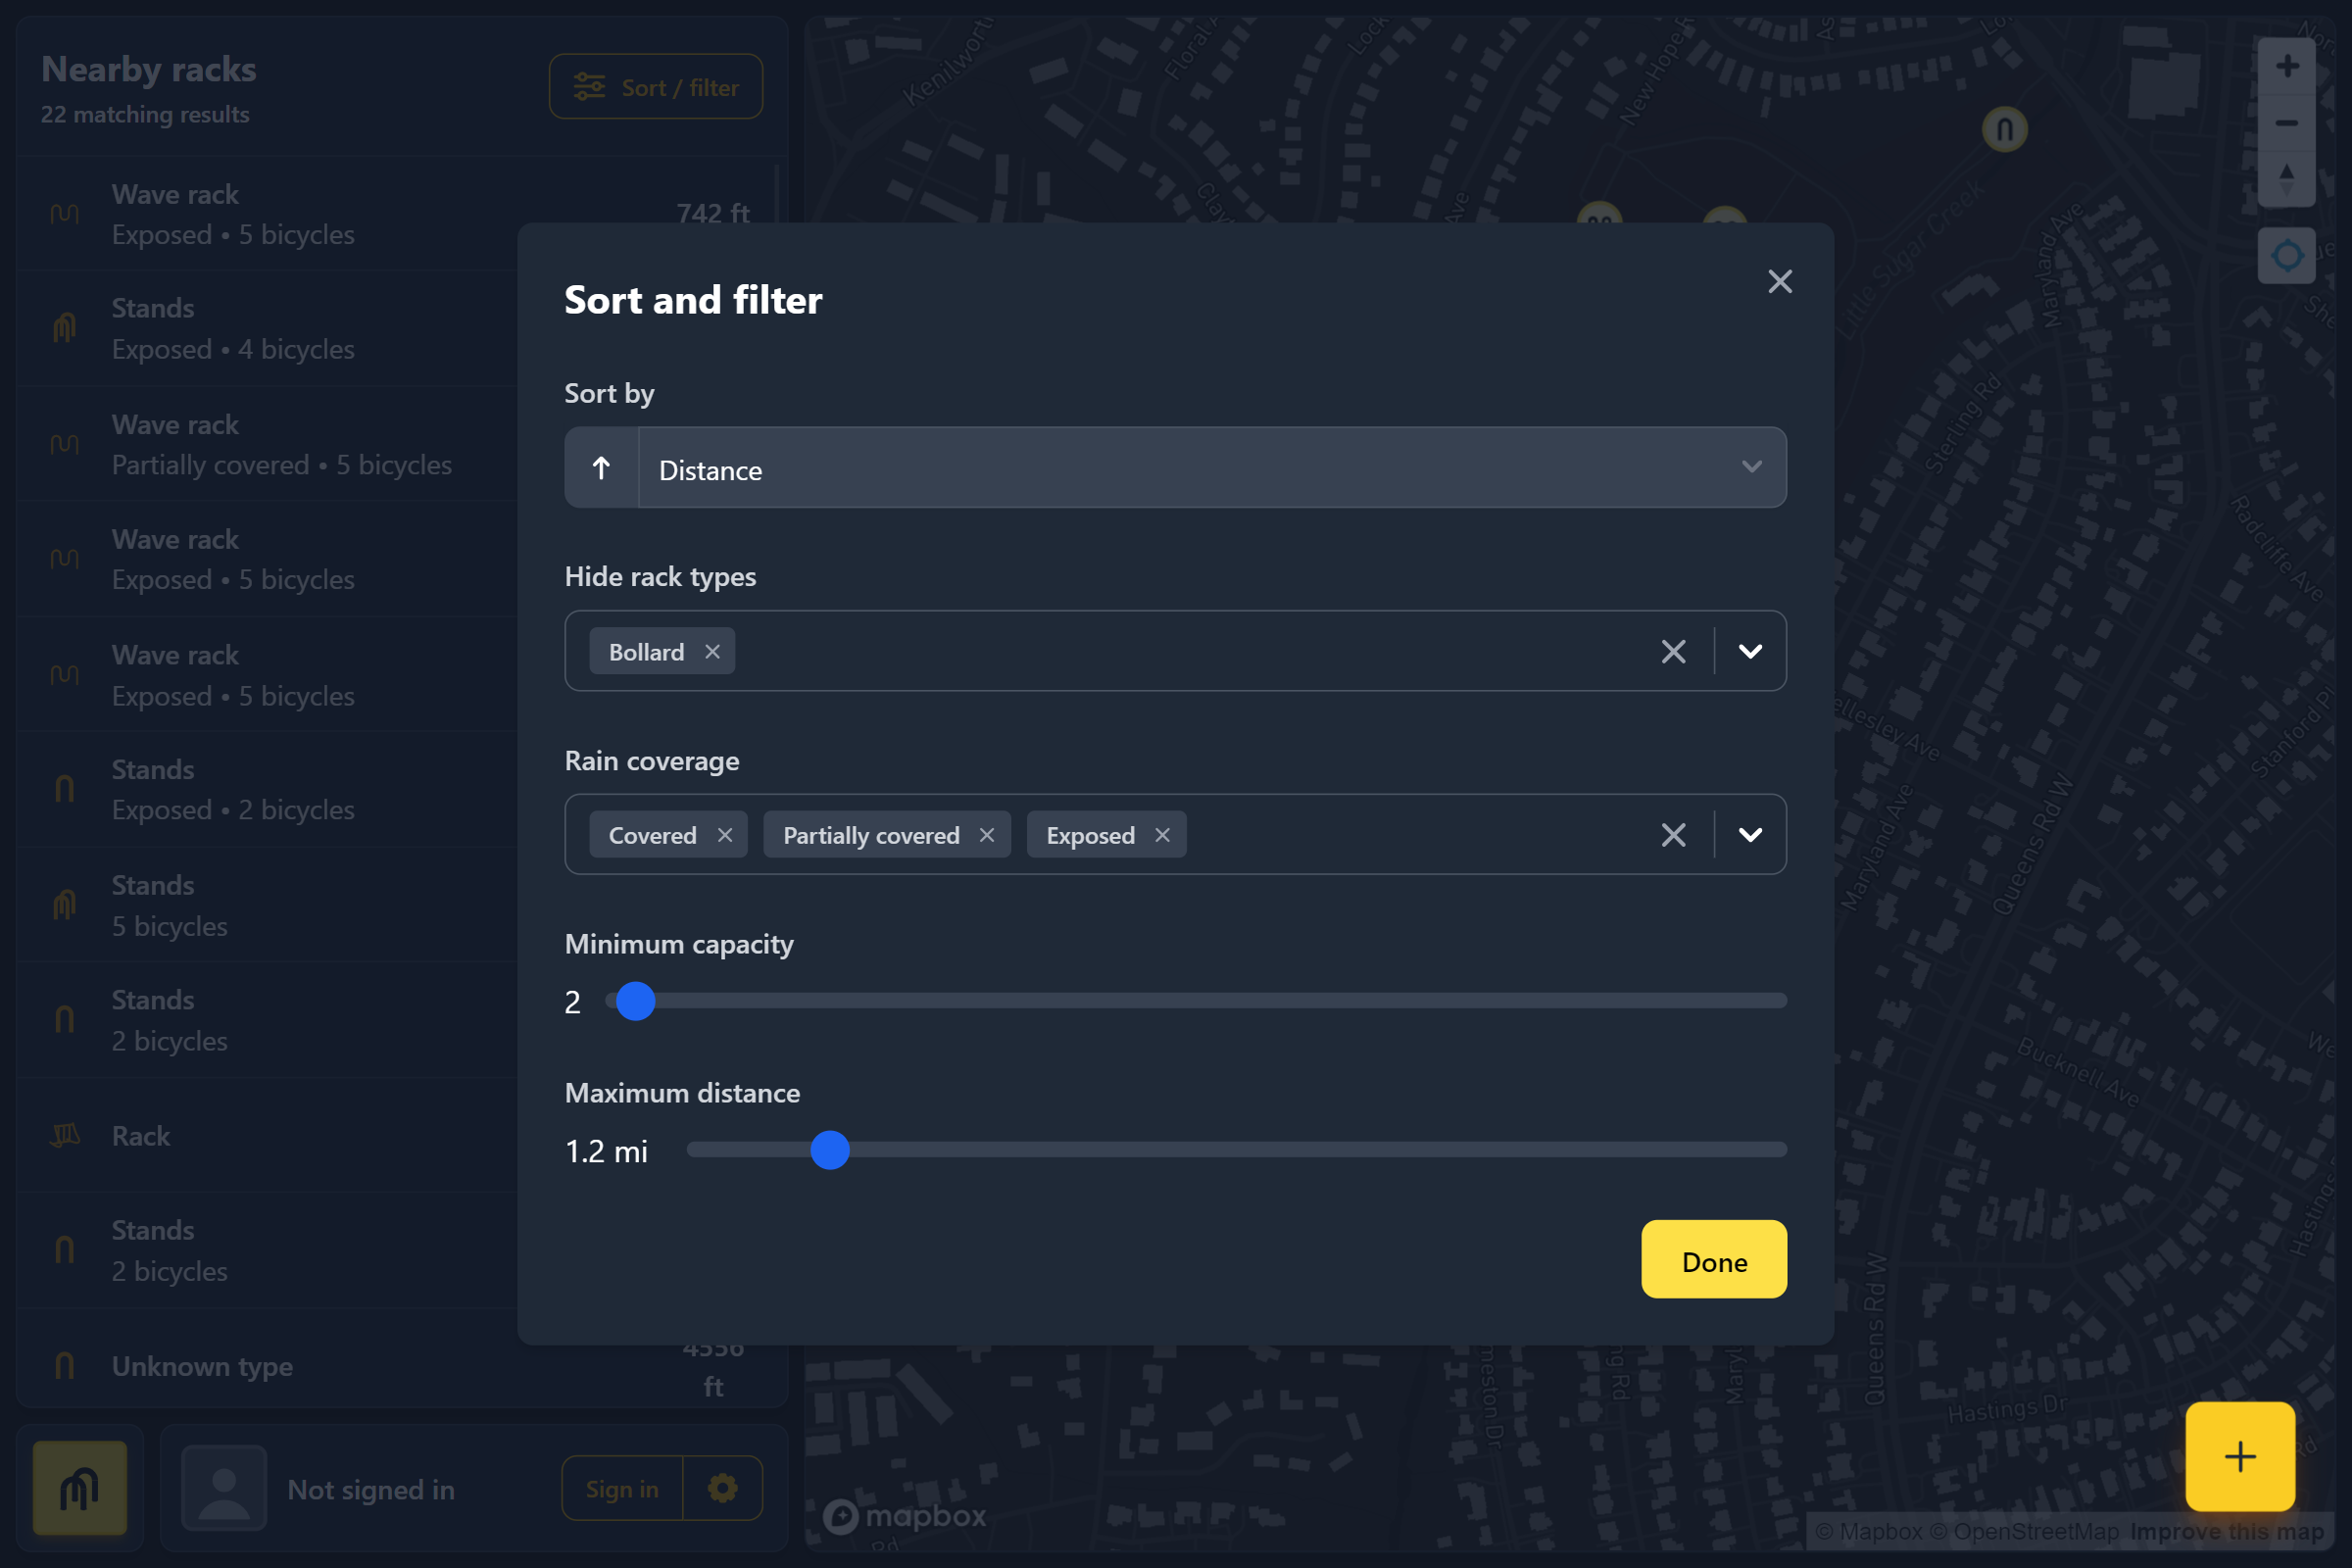 Nearby racks
22 matching results
Sort / filter
Wave rack
Exposed • 5 bicycles
742 ft
Stands
Exposed • 4 bicycles
Wave rack
Partially covered • 5 bicycles
Wave rack
Exposed • 5 bicycles
Wave rack
Exposed • 5 bicycles
Stands
Exposed • 2 bicycles
Stands
5 bicycles
Stands
2 bicycles
Rack
Stands
2 bicycles
Unknown type
4556
ft
Not signed in
Sign in
Sort and filter
Sort by
Distance
Hide rack types
Bollard
Rain coverage
Covered
Partially covered
Exposed
Minimum capacity
2
Maximum distance
1.2 mi
Done
Kenilworth
Floral
Lock
New Hope
Little Sugar Creek
Maryland Ave
Sterling Rd
Radcliffe Ave
Stanford Pl
Maryland Ave
Queens Rd W
Bucknell Ave
Queens Rd W
Hastings
Hastings Dr
Ave
Rd
Rd
mapbox
© Mapbox © OpenStreetMap Improve this map